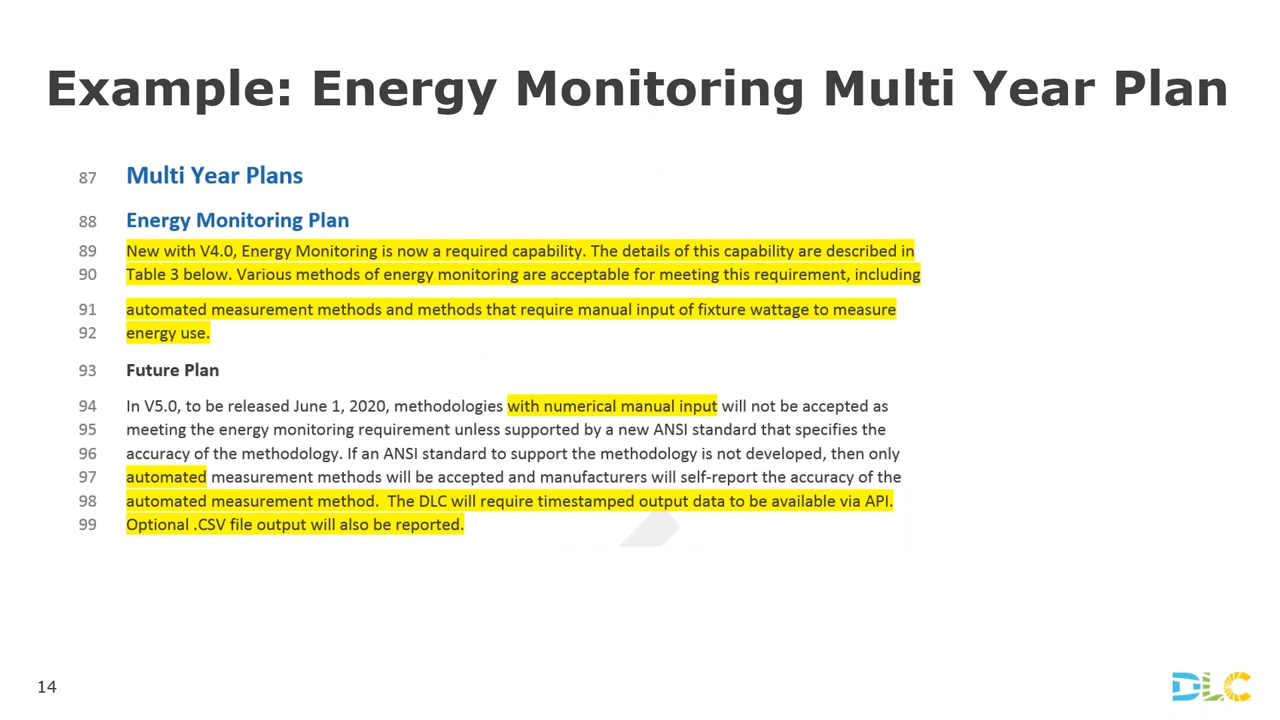 Example: Energy Monitoring Multi Year Plan
87 Multi Year Plans
88 Energy Monitoring Plan
89 New with V4.0, Energy Monitoring is now a required capability. The details of this capability are described in
90 Table 3 below. Various methods of energy monitoring are acceptable for meeting this requirement, including
91 automated measurement methods and methods that require manual input of fixture wattage to measure
92 energy use.
93 Future Plan
94 In V5.0, to be released June 1, 2020, methodologies with numerical manual input will not be accepted as
95 meeting the energy monitoring requirement unless supported by a new ANSI standard that specifies the
96 accuracy of the methodology. If an ANSI standard to support the methodology is not developed, then only
97 automated measurement methods will be accepted and manufacturers will self-report the accuracy of the
98 automated measurement method. The DLC will require timestamped output data to be available via API.
99 Optional .CSV file output will also be reported.
14
DLC